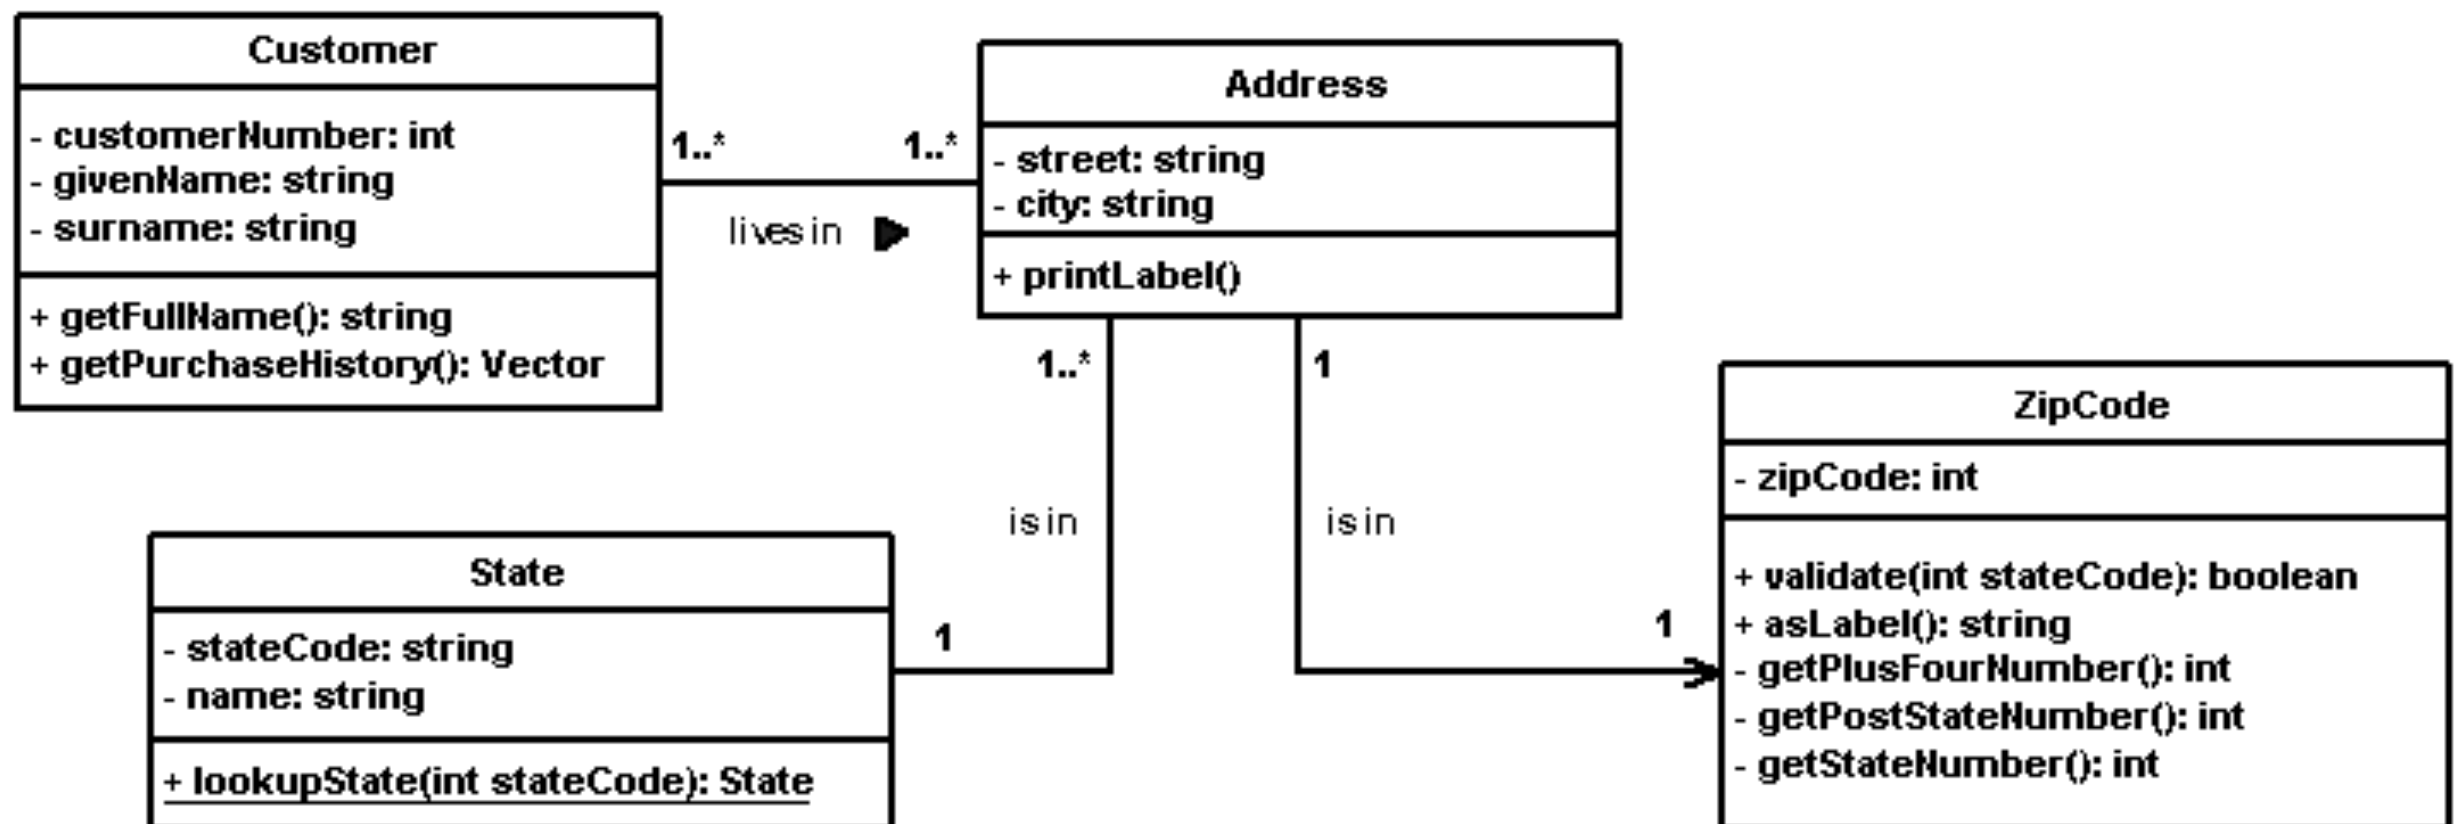 Customer
- customerNumber: int
- givenName: string
- surname: string
+ getFullName(): string
+ getPurchaseHistory(): Vector
1..*
1..*
lives in
Address
- street: string
- city: string
+ printLabel()
1..*
1
is in
is in
1
1
State
- stateCode: string
- name: string
+ lookupState(int stateCode): State
ZipCode
- zipCode: int
+ validate(int stateCode): boolean
+ asLabel(): string
- getPlusFourNumber(): int
- getPostStateNumber(): int
- getStateNumber(): int